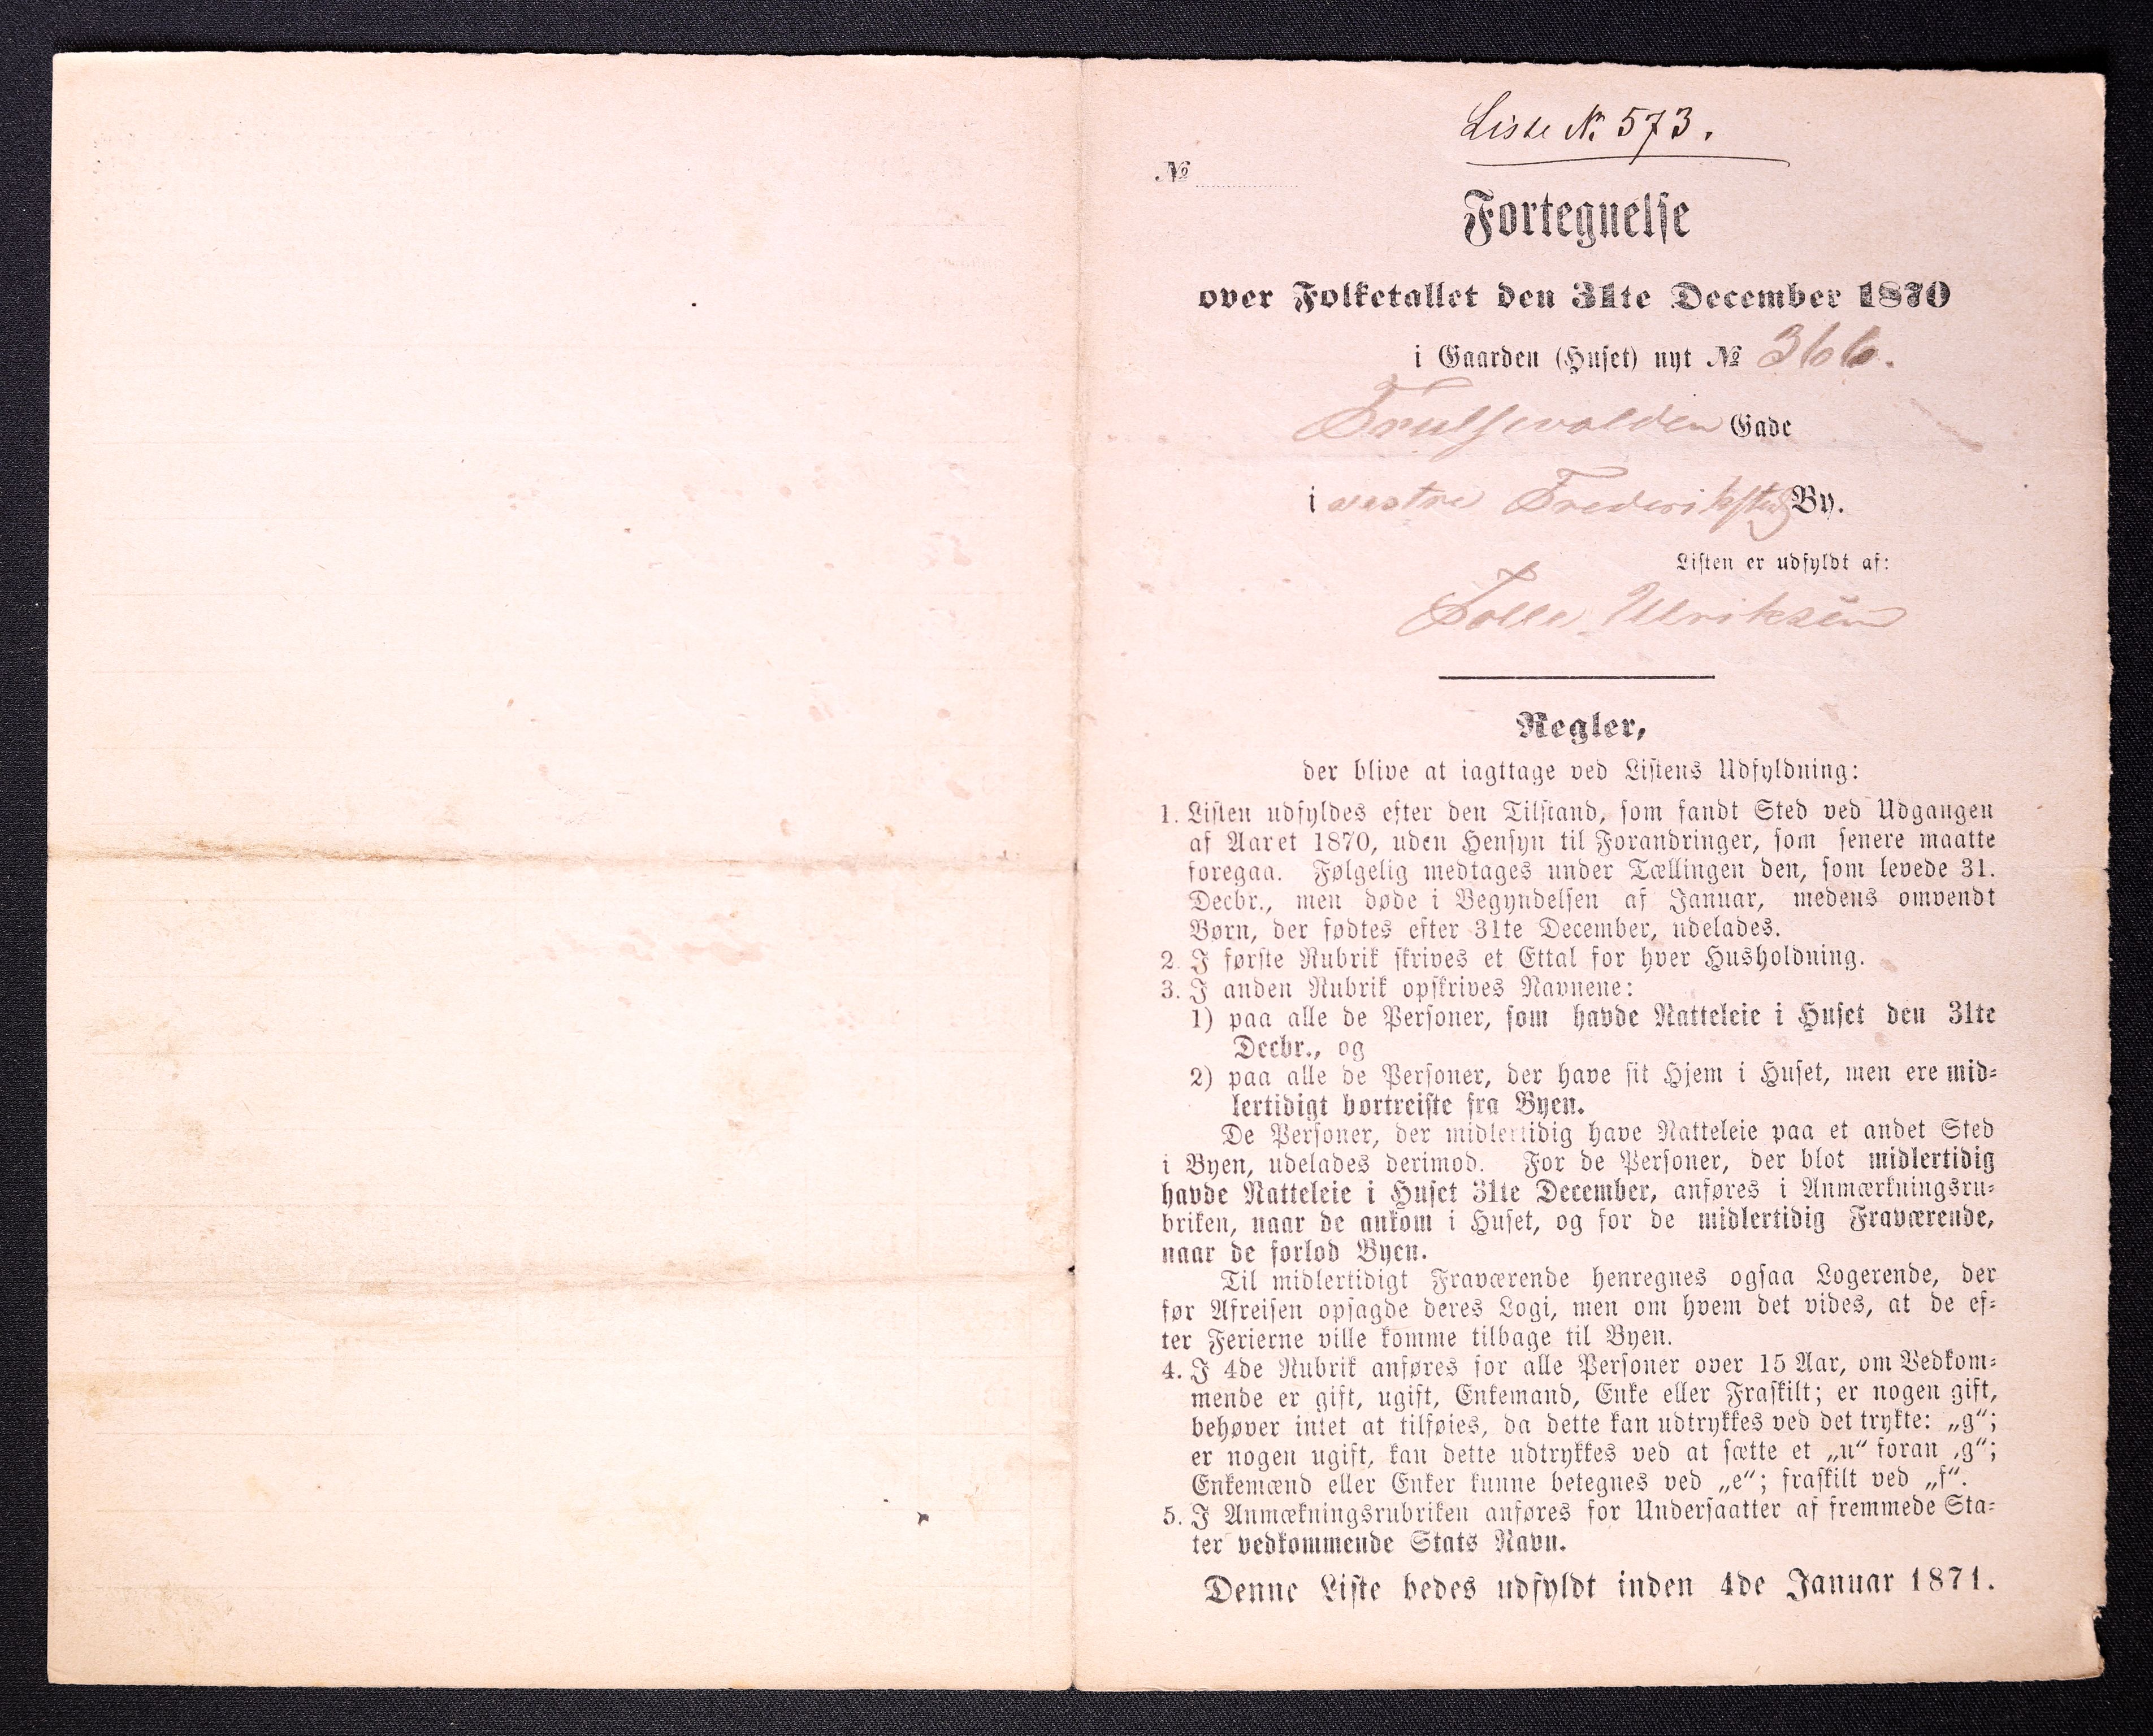 Liste № 573.
№
Fortegnelse
over Folketallet den 31te December 1870
i Gaarden (Huset) nyt № 366.
Gade
i vestre Frederikstad By.
Listen er udfyldt af:
Tolle Ulriksen
Regler,
der blive at iagttage ved Listens Udfyldning:
1. Listen udfyldes efter den Tilstand, som fandt Sted ved Udgangen
af Aaret 1870, uden Hensyn til Forandringer, som senere maatte
foregaa. Følgelig medtages under Tællingen den, som levede 31.
Decbr., men døde i Begyndelsen af Januar, medens omvendt
Børn, der fødtes efter 31te December, udelades.
2. I første Rubrik skrives et Ettal for hver Husholdning.
3. I anden Rubrik opskrives Navnene:
1) paa alle de Personer, som havde Natteleie i Huset den 31te
Decbr., og
2) paa alle de Personer, der have sit Hjem i Huset, men ere mid-
lertidigt bortreiste fra Byen.
De Personer, der midlertidig have Natteleie paa et andet Sted
i Byen, udelades derimod. For de Personer, der blot midlertidig
havde Natteleie i Huset 31te December, anføres i Anmærkningsru-
briken, naar de ankom i Huset, og for de midlertidig Fraværende,
naar de forlod Byen.
Til midlertidigt Fraværende henregnes ogsaa Logerende, der
før Afreisen opsagde deres Logi, men om hvem det vides, at de ef-
ter Ferierne ville komme tilbage til Byen.
4. I 4de Rubrik anføres for alle Personer over 15 Aar, om Vedkom-
mende er gift, ugift, Enkemand, Enke eller Fraskilt; er nogen gift,
behøver intet at tilføies, da dette kan udtrykkes ved det trykte: „g“;
er nogen ugift, kan dette udtrykkes ved at sætte et „u“ foran ,g“;
Enkemænd eller Enker kunne betegnes ved „e“; fraskilt ved „f“.
5. I Anmækningsrubriken anføres for Undersaatter af fremmede Sta-
ter vedkommende Stats Navn.
Denne Liste bedes udfyldt inden 4de Januar 1871.